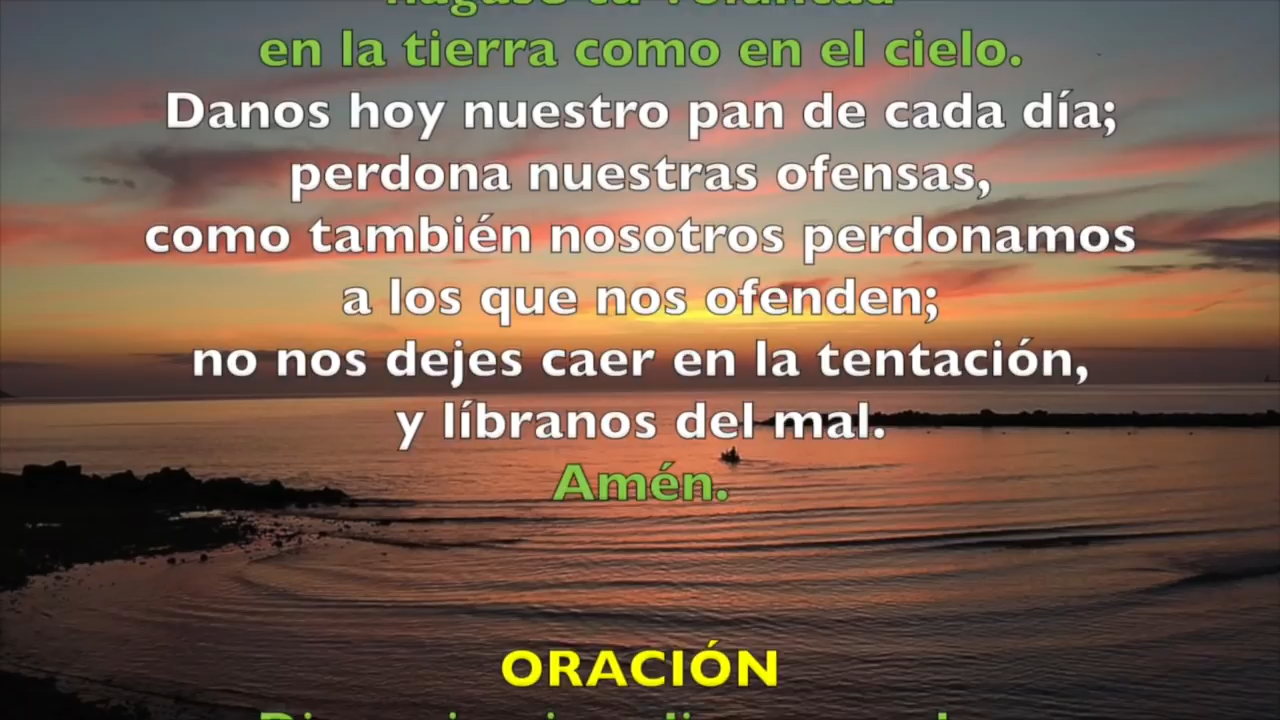 hágase tu voluntad
en la tierra como en el cielo.
Danos hoy nuestro pan de cada día;
perdona nuestras ofensas,
como también nosotros perdonamos
a los que nos ofenden;
no nos dejes caer en la tentación,
y líbranos del mal.
Amén.
ORACIÓN